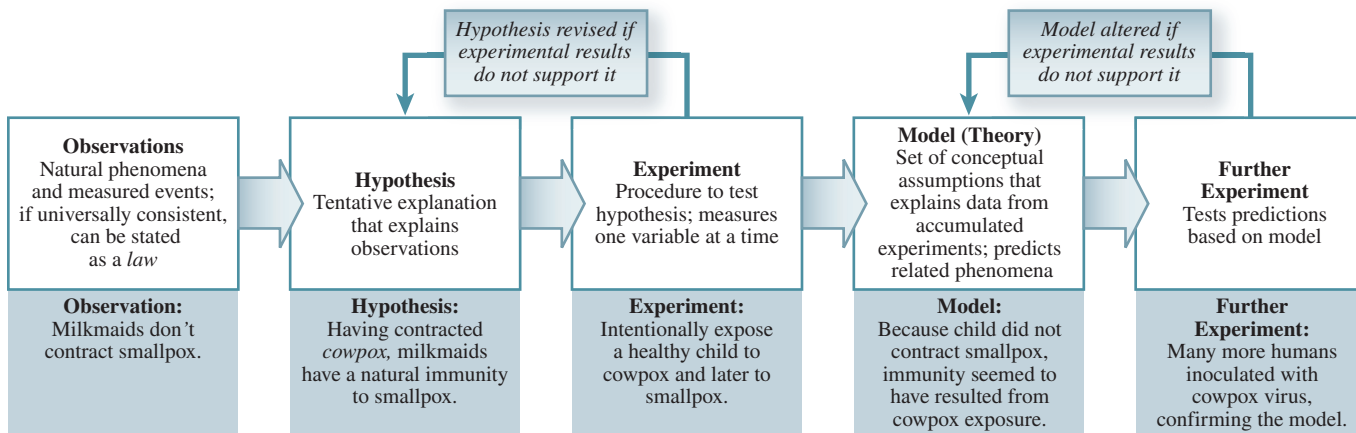 Hypothesis revised if
experimental results
do not support it
Model altered if
experimental results
do not support it
Observations
Natural phenomena
and measured events;
if universally consistent,
can be stated
as a law
Hypothesis
Tentative explanation
that explains
observations
Experiment
Procedure to test
hypothesis; measures
one variable at a time
Model (Theory)
Set of conceptual
assumptions that
explains data from
accumulated
experiments; predicts
related phenomena
Further
Experiment
Tests predictions
based on model
Observation:
Milkmaids don't
contract smallpox.
Hypothesis:
Having contracted
cowpox, milkmaids
have a natural immunity
to smallpox.
Experiment:
Intentionally expose
a healthy child to
cowpox and later to
smallpox.
Model:
Because child did not
contract smallpox,
immunity seemed to
have resulted from
cowpox exposure.
Further
Experiment:
Many more humans
inoculated with
cowpox virus,
confirming the model.